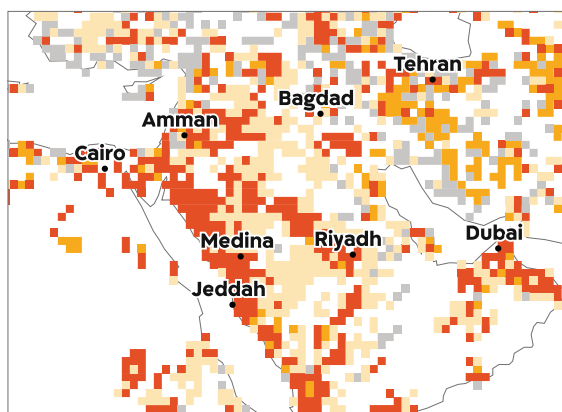 Tehran
Bagdad
Amman
Cairo
Medina
Riyadh
Dubai
Jeddah